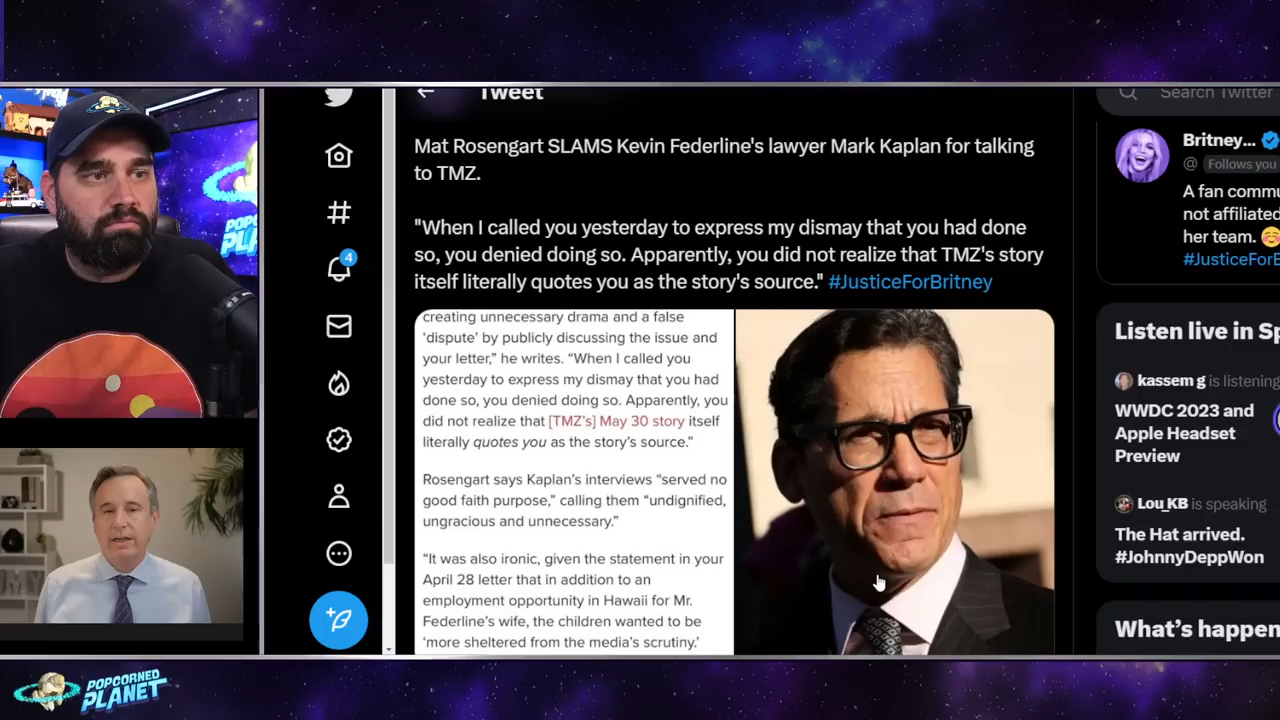 Tweet
Mat Rosengart SLAMS Kevin Federline's lawyer Mark Kaplan for talking
to TMZ.
"When I called you yesterday to express my dismay that you had done
so, you denied doing so. Apparently, you did not realize that TMZ's story
itself literally quotes you as the story's source." #JusticeForBritney
creating unnecessary drama and a false
‘dispute’ by publicly discussing the issue and
your letter,” he writes. “When I called you
yesterday to express my dismay that you had
done so, you denied doing so. Apparently, you
did not realize that [TMZ’s] May 30 story itself
literally quotes you as the story’s source.”
Rosengart says Kaplan’s interviews “served no
good faith purpose,” calling them “undignified,
ungracious and unnecessary.”
“It was also ironic, given the statement in your
April 28 letter that in addition to an
employment opportunity in Hawaii for Mr.
Federline’s wife, the children wanted to be
‘more sheltered from the media’s scrutiny.’
4
Search Twitter
Britney...
@ Follows you
A fan commu
not affiliated
her team.
#JusticeForB
Listen live in Sp
kassem g is listening
WWDC 2023 and
Apple Headset
Preview
Lou_KB is speaking
The Hat arrived.
#JohnnyDeppWon
What’s happen
POPCORNED
PLANET